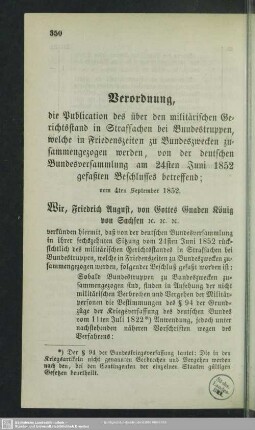 350
Verordnung,
die Publication des über den militärischen Ge-
richtsstand in Strafsachen bei Bundestruppen,
welche in Friedenszeiten zu Bundeszwecken zu-
sammengezogen werden, von der deutschen
Bundesversammlung am 24sten Juni 1852
gefaßten Beschlusses betreffend;
vom 4ten September 1852.
Wir, Friedrich August, von Gottes Gnaden König
von Sachsen ꝛc. ꝛc. ꝛc.
verkünden hiermit, daß von der deutschen Bundesversammlung
in ihrer sechszehnten Sitzung vom 24sten Juni 1852 rück-
sichtlich des militärischen Gerichtsstandes in Strafsachen bei
Bundestruppen, welche in Friedenszeiten zu Bundeszwecken zu-
sammengezogen werden, folgender Beschluß gefaßt worden ist:
Sobald Bundestruppen zu Bundeszwecken zu-
sammengezogen sind, finden in Ansehung der nicht
militärischen Verbrechen und Vergehen der Militär-
personen die Bestimmungen des § 94 der Grund-
züge der Kriegsverfassung des deutschen Bundes
vom 11ten Juli 1822*) Anwendung, jedoch unter
nachstehenden näheren Vorschriften wegen des
Verfahrens:
*) Der § 94 der Bundeskriegsverfassung lautet: Die in den
Kriegsartikeln nicht genannten Verbrechen und Vergehen werden
nach den, bei den Contingenten der einzelnen Staaten gültigen
Gesetzen beurtheilt.